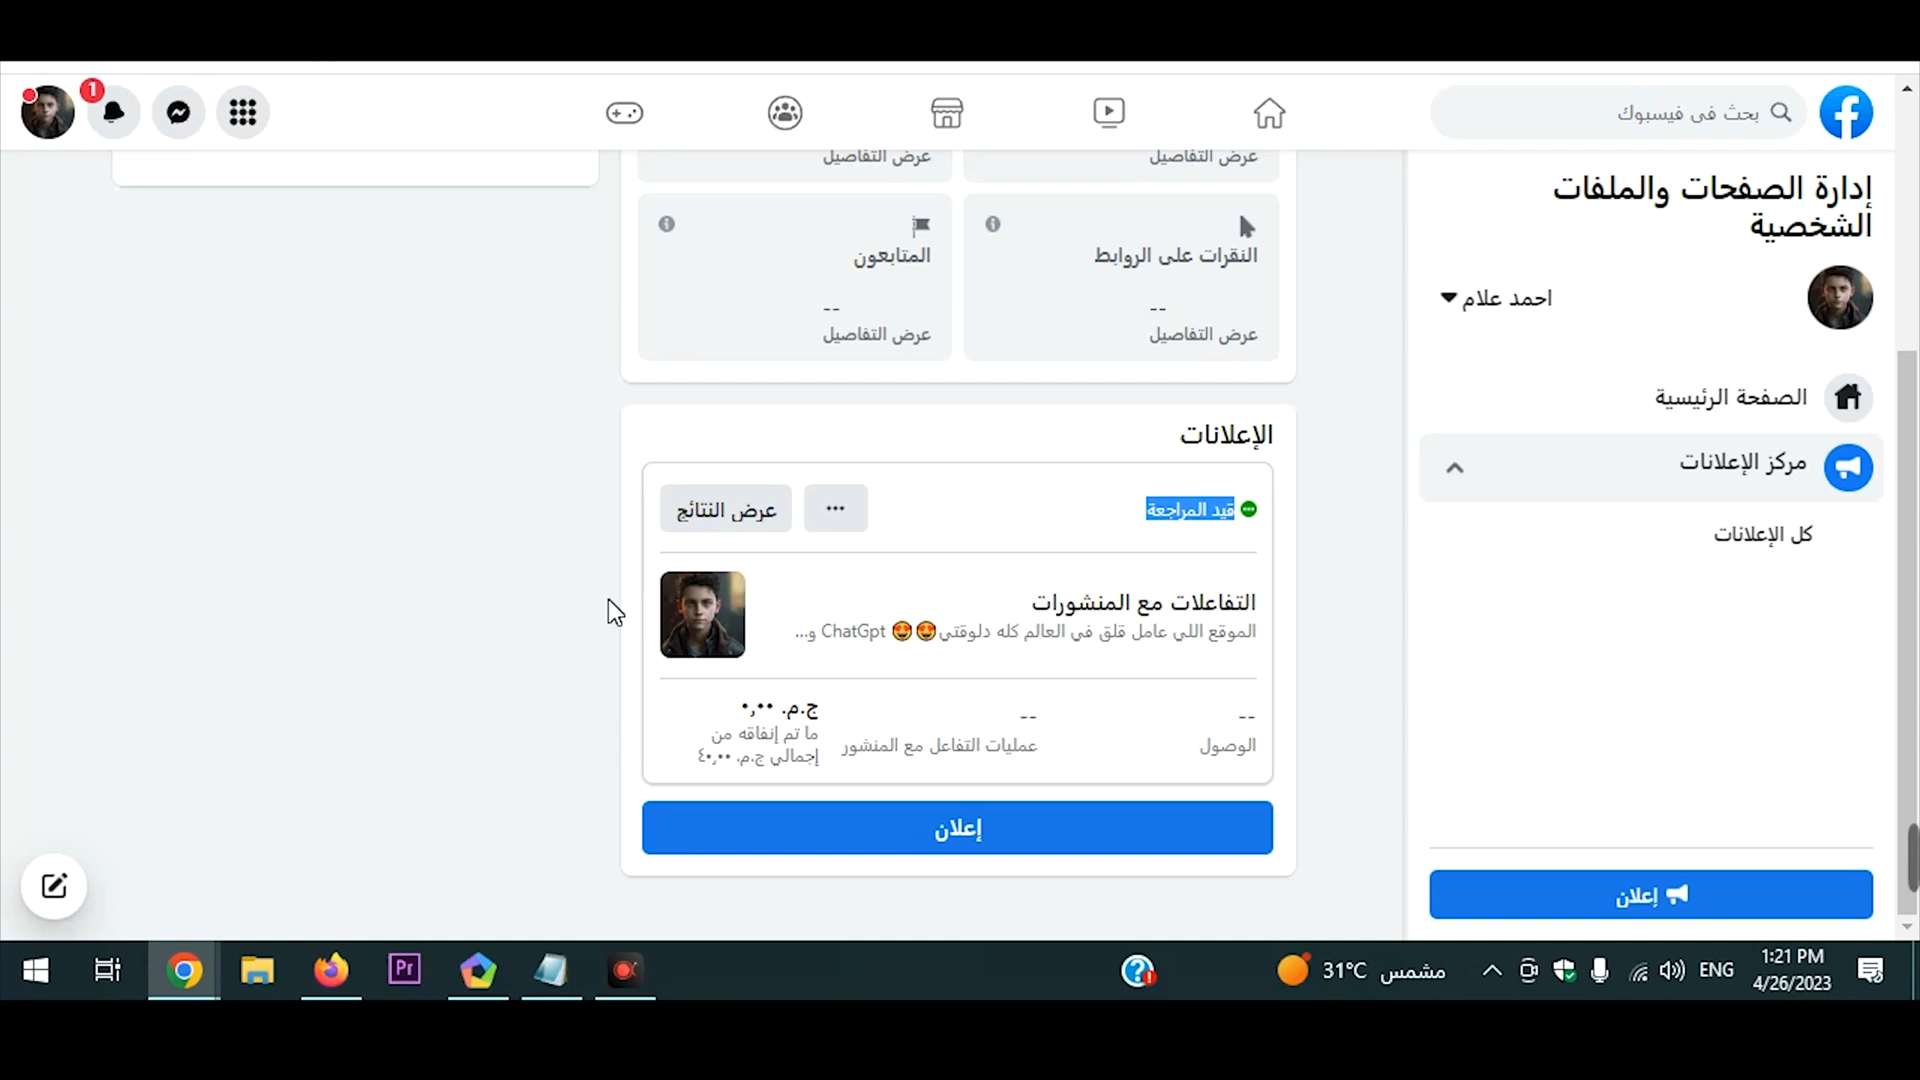 بحث في فيسبوك
1
إدارة الصفحات والملفات
الشخصية
احمد علام
الصفحة الرئيسية
مركز الإعلانات
كل الإعلانات
إعلان
عرض التفاصيل
عرض التفاصيل
النقرات على الروابط
--
عرض التفاصيل
المتابعون
--
عرض التفاصيل
الإعلانات
قيد المراجعة
عرض النتائج
التفاعلات مع المنشورات
الموقع اللي عامل قلق في العالم كله دلوقتي😍😍 ChatGpt و...
--
الوصول
--
عمليات التفاعل مع المنشور
ج.م. ٠,٠٠
ما تم إنفاقه من
إجمالي ج.م. ٤٠,٠٠
إعلان
Pr
31°C مشمس
ENG
1:21 PM
4/26/2023